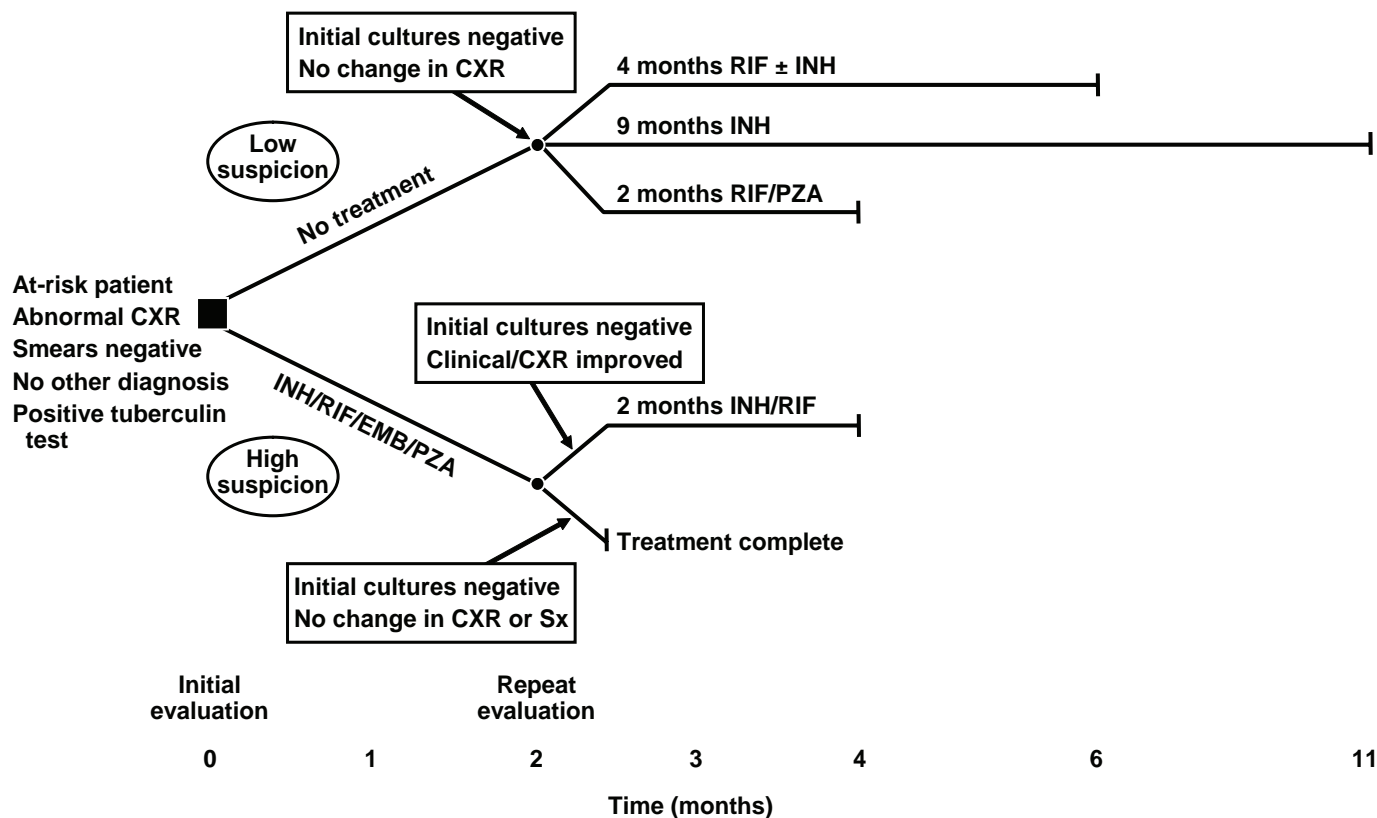 Initial cultures negative
No change in CXR
4 months RIF ± INH
9 months INH
2 months RIF/PZA
Low
suspicion
No treatment
At-risk patient
Abnormal CXR
Smears negative
No other diagnosis
Positive tuberculin
test
Initial cultures negative
Clinical/CXR improved
INH/RIF/EMB/PZA
2 months INH/RIF
High
suspicion
Treatment complete
Initial cultures negative
No change in CXR or Sx
Initial
evaluation
Repeat
evaluation
0 1 2 3 4 6 11
Time (months)